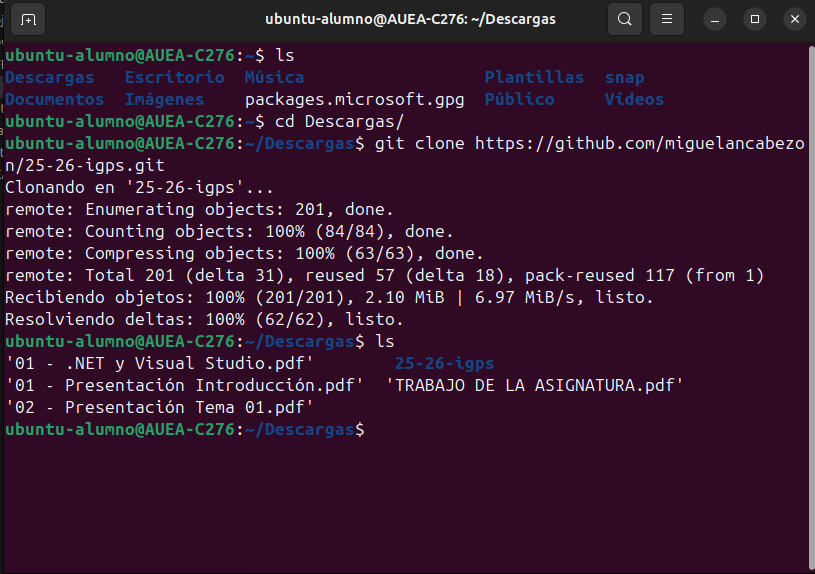 ubuntu-alumno@AUEA-C276: ~/Descargas
ubuntu-alumno@AUEA-C276:~$ ls
Descargas   Escritorio  Música                  Plantillas  snap
Documentos  Imágenes    packages.microsoft.gpg  Público     Vídeos
ubuntu-alumno@AUEA-C276:~$ cd Descargas/
ubuntu-alumno@AUEA-C276:~/Descargas$ git clone https://github.com/miguelancabezo
n/25-26-igps.git
Clonando en '25-26-igps'...
remote: Enumerating objects: 201, done.
remote: Counting objects: 100% (84/84), done.
remote: Compressing objects: 100% (63/63), done.
remote: Total 201 (delta 31), reused 57 (delta 18), pack-reused 117 (from 1)
Recibiendo objetos: 100% (201/201), 2.10 MiB | 6.97 MiB/s, listo.
Resolviendo deltas: 100% (62/62), listo.
ubuntu-alumno@AUEA-C276:~/Descargas$ ls
'01 - .NET y Visual Studio.pdf'        25-26-igps
'01 - Presentación Introducción.pdf'  'TRABAJO DE LA ASIGNATURA.pdf'
'02 - Presentación Tema 01.pdf'
ubuntu-alumno@AUEA-C276:~/Descargas$